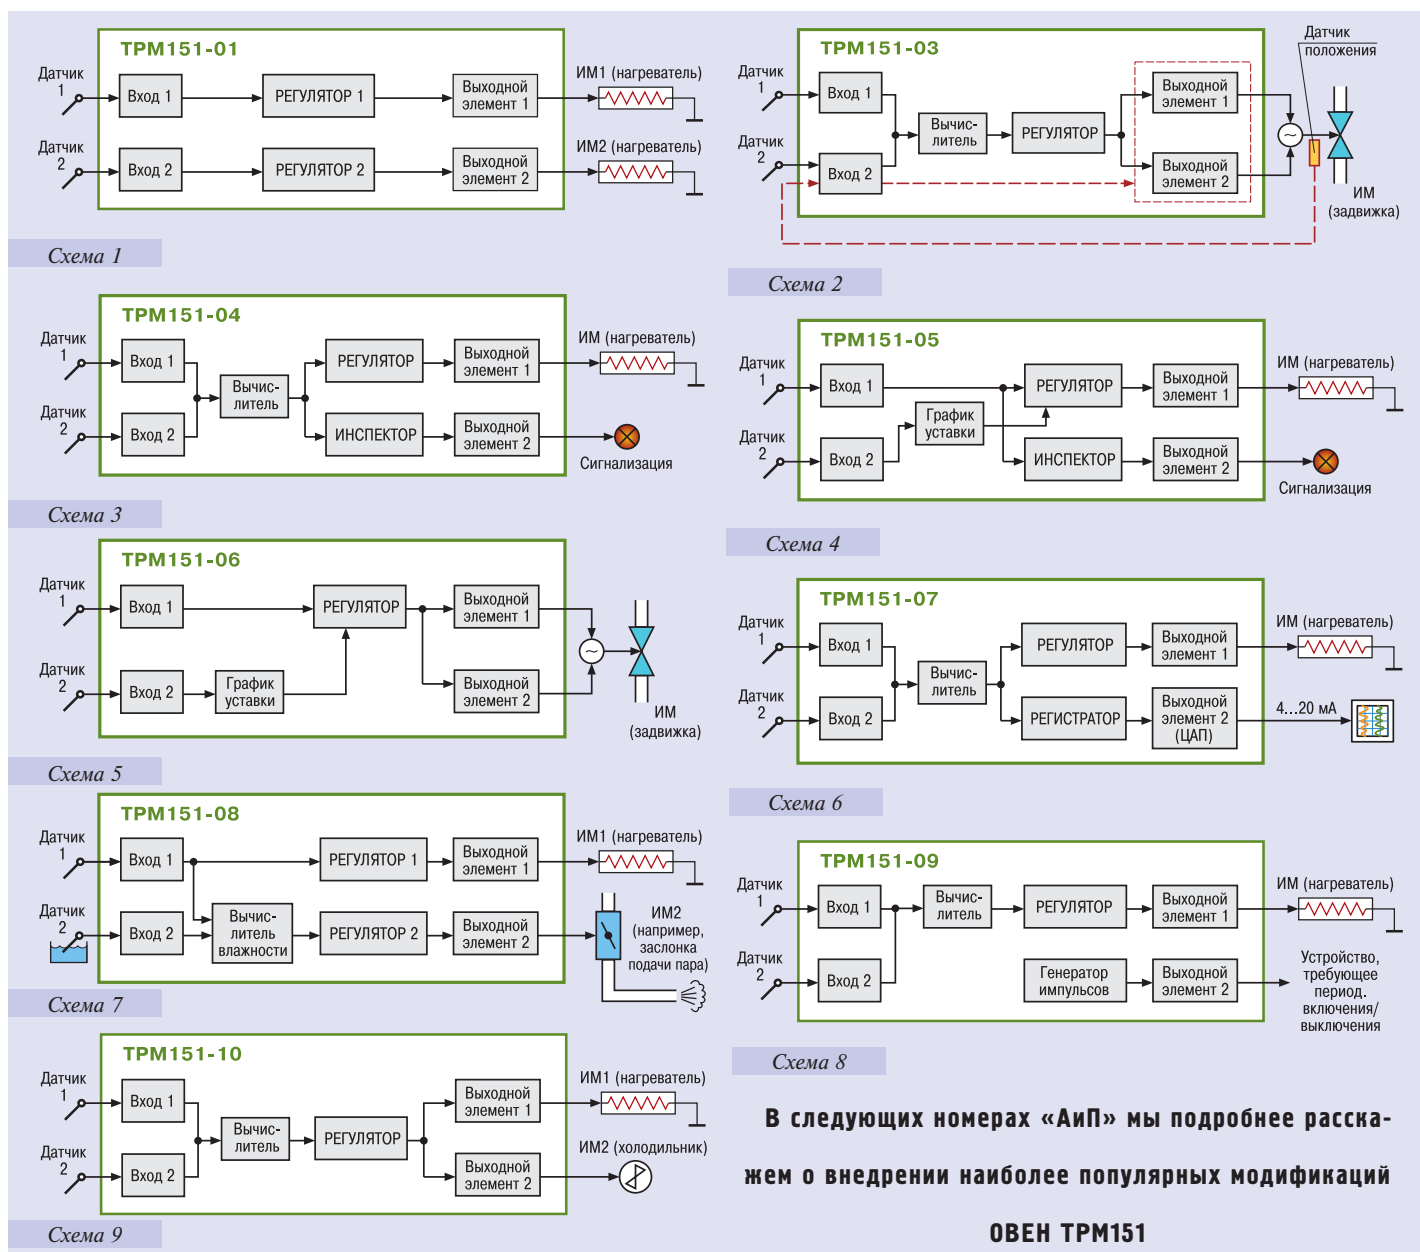 ТРМ151-01
Датчик
1
Вход 1
РЕГУЛЯТОР 1
Выходной
элемент 1
ИМ1 (нагреватель)
Датчик
2
Вход 2
РЕГУЛЯТОР 2
Выходной
элемент 2
ИМ2 (нагреватель)
Схема 1
ТРМ151-03
Датчик
положения
Датчик
1
Вход 1
Датчик
2
Вход 2
Вычис-
литель
РЕГУЛЯТОР
Выходной
элемент 1
Выходной
элемент 2
~
ИМ
(задвижка)
Схема 2
ТРМ151-04
Датчик
1
Вход 1
Датчик
2
Вход 2
Вычис-
литель
РЕГУЛЯТОР
Выходной
элемент 1
ИМ (нагреватель)
ИНСПЕКТОР
Выходной
элемент 2
Сигнализация
Схема 3
ТРМ151-05
Датчик
1
Вход 1
Датчик
2
Вход 2
График
уставки
РЕГУЛЯТОР
Выходной
элемент 1
ИМ (нагреватель)
ИНСПЕКТОР
Выходной
элемент 2
Сигнализация
Схема 4
ТРМ151-06
Датчик
1
Вход 1
Датчик
2
Вход 2
График
уставки
РЕГУЛЯТОР
Выходной
элемент 1
Выходной
элемент 2
~
ИМ
(задвижка)
Схема 5
ТРМ151-07
Датчик
1
Вход 1
Датчик
2
Вход 2
Вычис-
литель
РЕГУЛЯТОР
Выходной
элемент 1
ИМ (нагреватель)
РЕГИСТРАТОР
Выходной
элемент 2
(ЦАП)
4...20 мА
Схема 6
ТРМ151-08
Датчик
1
Вход 1
Датчик
2
Вход 2
Вычис-
литель
влажности
РЕГУЛЯТОР 1
Выходной
элемент 1
ИМ1 (нагреватель)
РЕГУЛЯТОР 2
Выходной
элемент 2
ИМ2
(например,
заслонка
подачи пара)
Схема 7
ТРМ151-09
Датчик
1
Вход 1
Датчик
2
Вход 2
Вычис-
литель
РЕГУЛЯТОР
Выходной
элемент 1
ИМ (нагреватель)
Генератор
импульсов
Выходной
элемент 2
Устройство,
требующее
период.
включения/
выключения
Схема 8
ТРМ151-10
Датчик
1
Вход 1
Датчик
2
Вход 2
Вычис-
литель
РЕГУЛЯТОР
Выходной
элемент 1
ИМ1 (нагреватель)
Выходной
элемент 2
ИМ2 (холодильник)
Схема 9
В следующих номерах «АиП» мы подробнее расска-
жем о внедрении наиболее популярных модификаций
ОВЕН ТРМ151